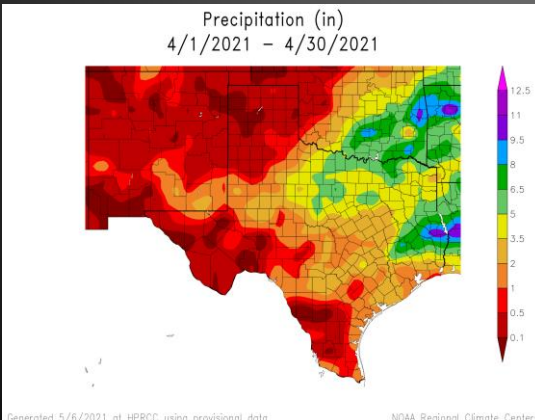 Precipitation (in)
4/1/2021 – 4/30/2021
12.5
11
9.5
8
6.5
5
3.5
2
1
0.5
0.1
Generated 5/6/2021 at HPRCC using provisional data.
NOAA Regional Climate Centers